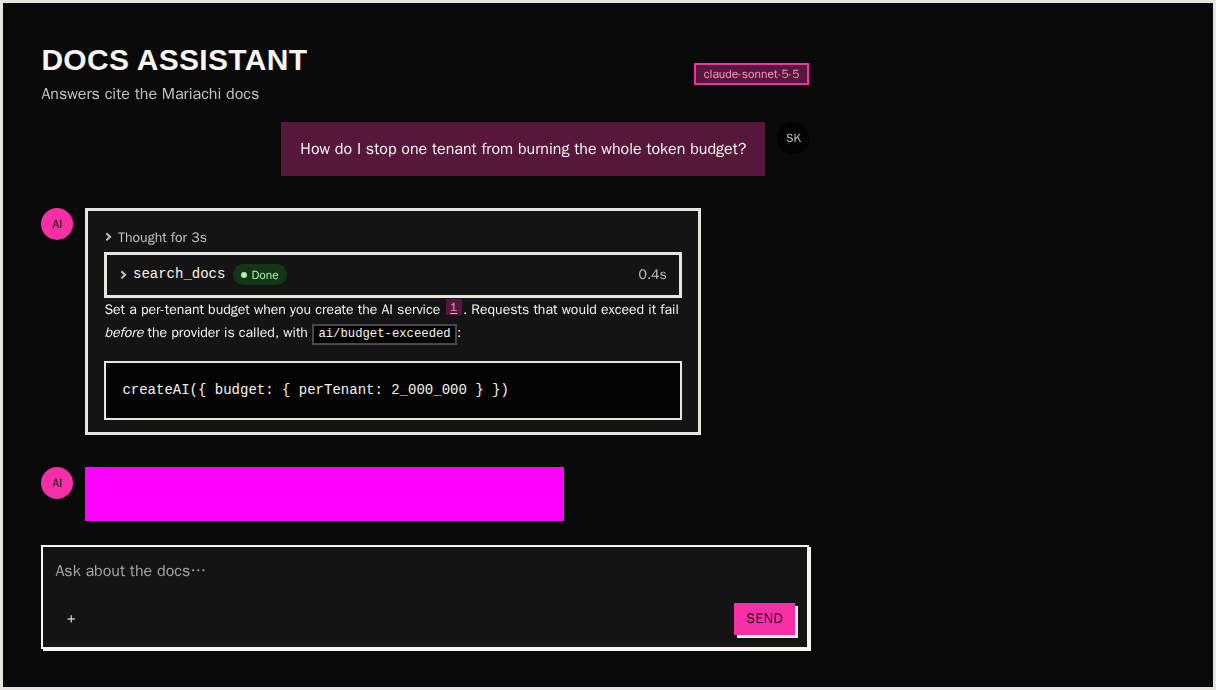 DOCS ASSISTANT
Answers cite the Mariachi docs
claude-sonnet-5-5
How do I stop one tenant from burning the whole token budget?
SK
AI
Thought for 3s
search_docs Done 0.4s
Set a per-tenant budget when you create the AI service 1. Requests that would exceed it fail
before the provider is called, with ai/budget-exceeded:
createAI({ budget: { perTenant: 2_000_000 } })
AI
Ask about the docs…
+
SEND